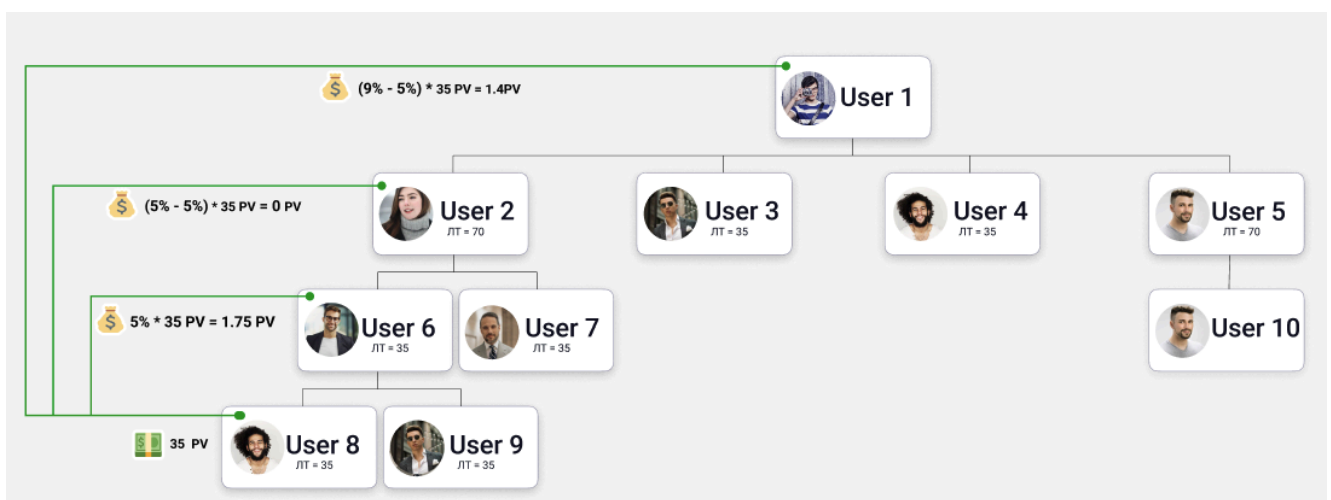 (9% - 5%) * 35 PV = 1.4PV
User 1
(5% - 5%) * 35 PV = 0 PV
User 2
ЛТ = 70
User 3
ЛТ = 35
User 4
ЛТ = 35
User 5
ЛТ = 70
5% * 35 PV = 1.75 PV
User 6
ЛТ = 35
User 7
ЛТ = 35
User 10
35 PV
User 8
ЛТ = 35
User 9
ЛТ = 35